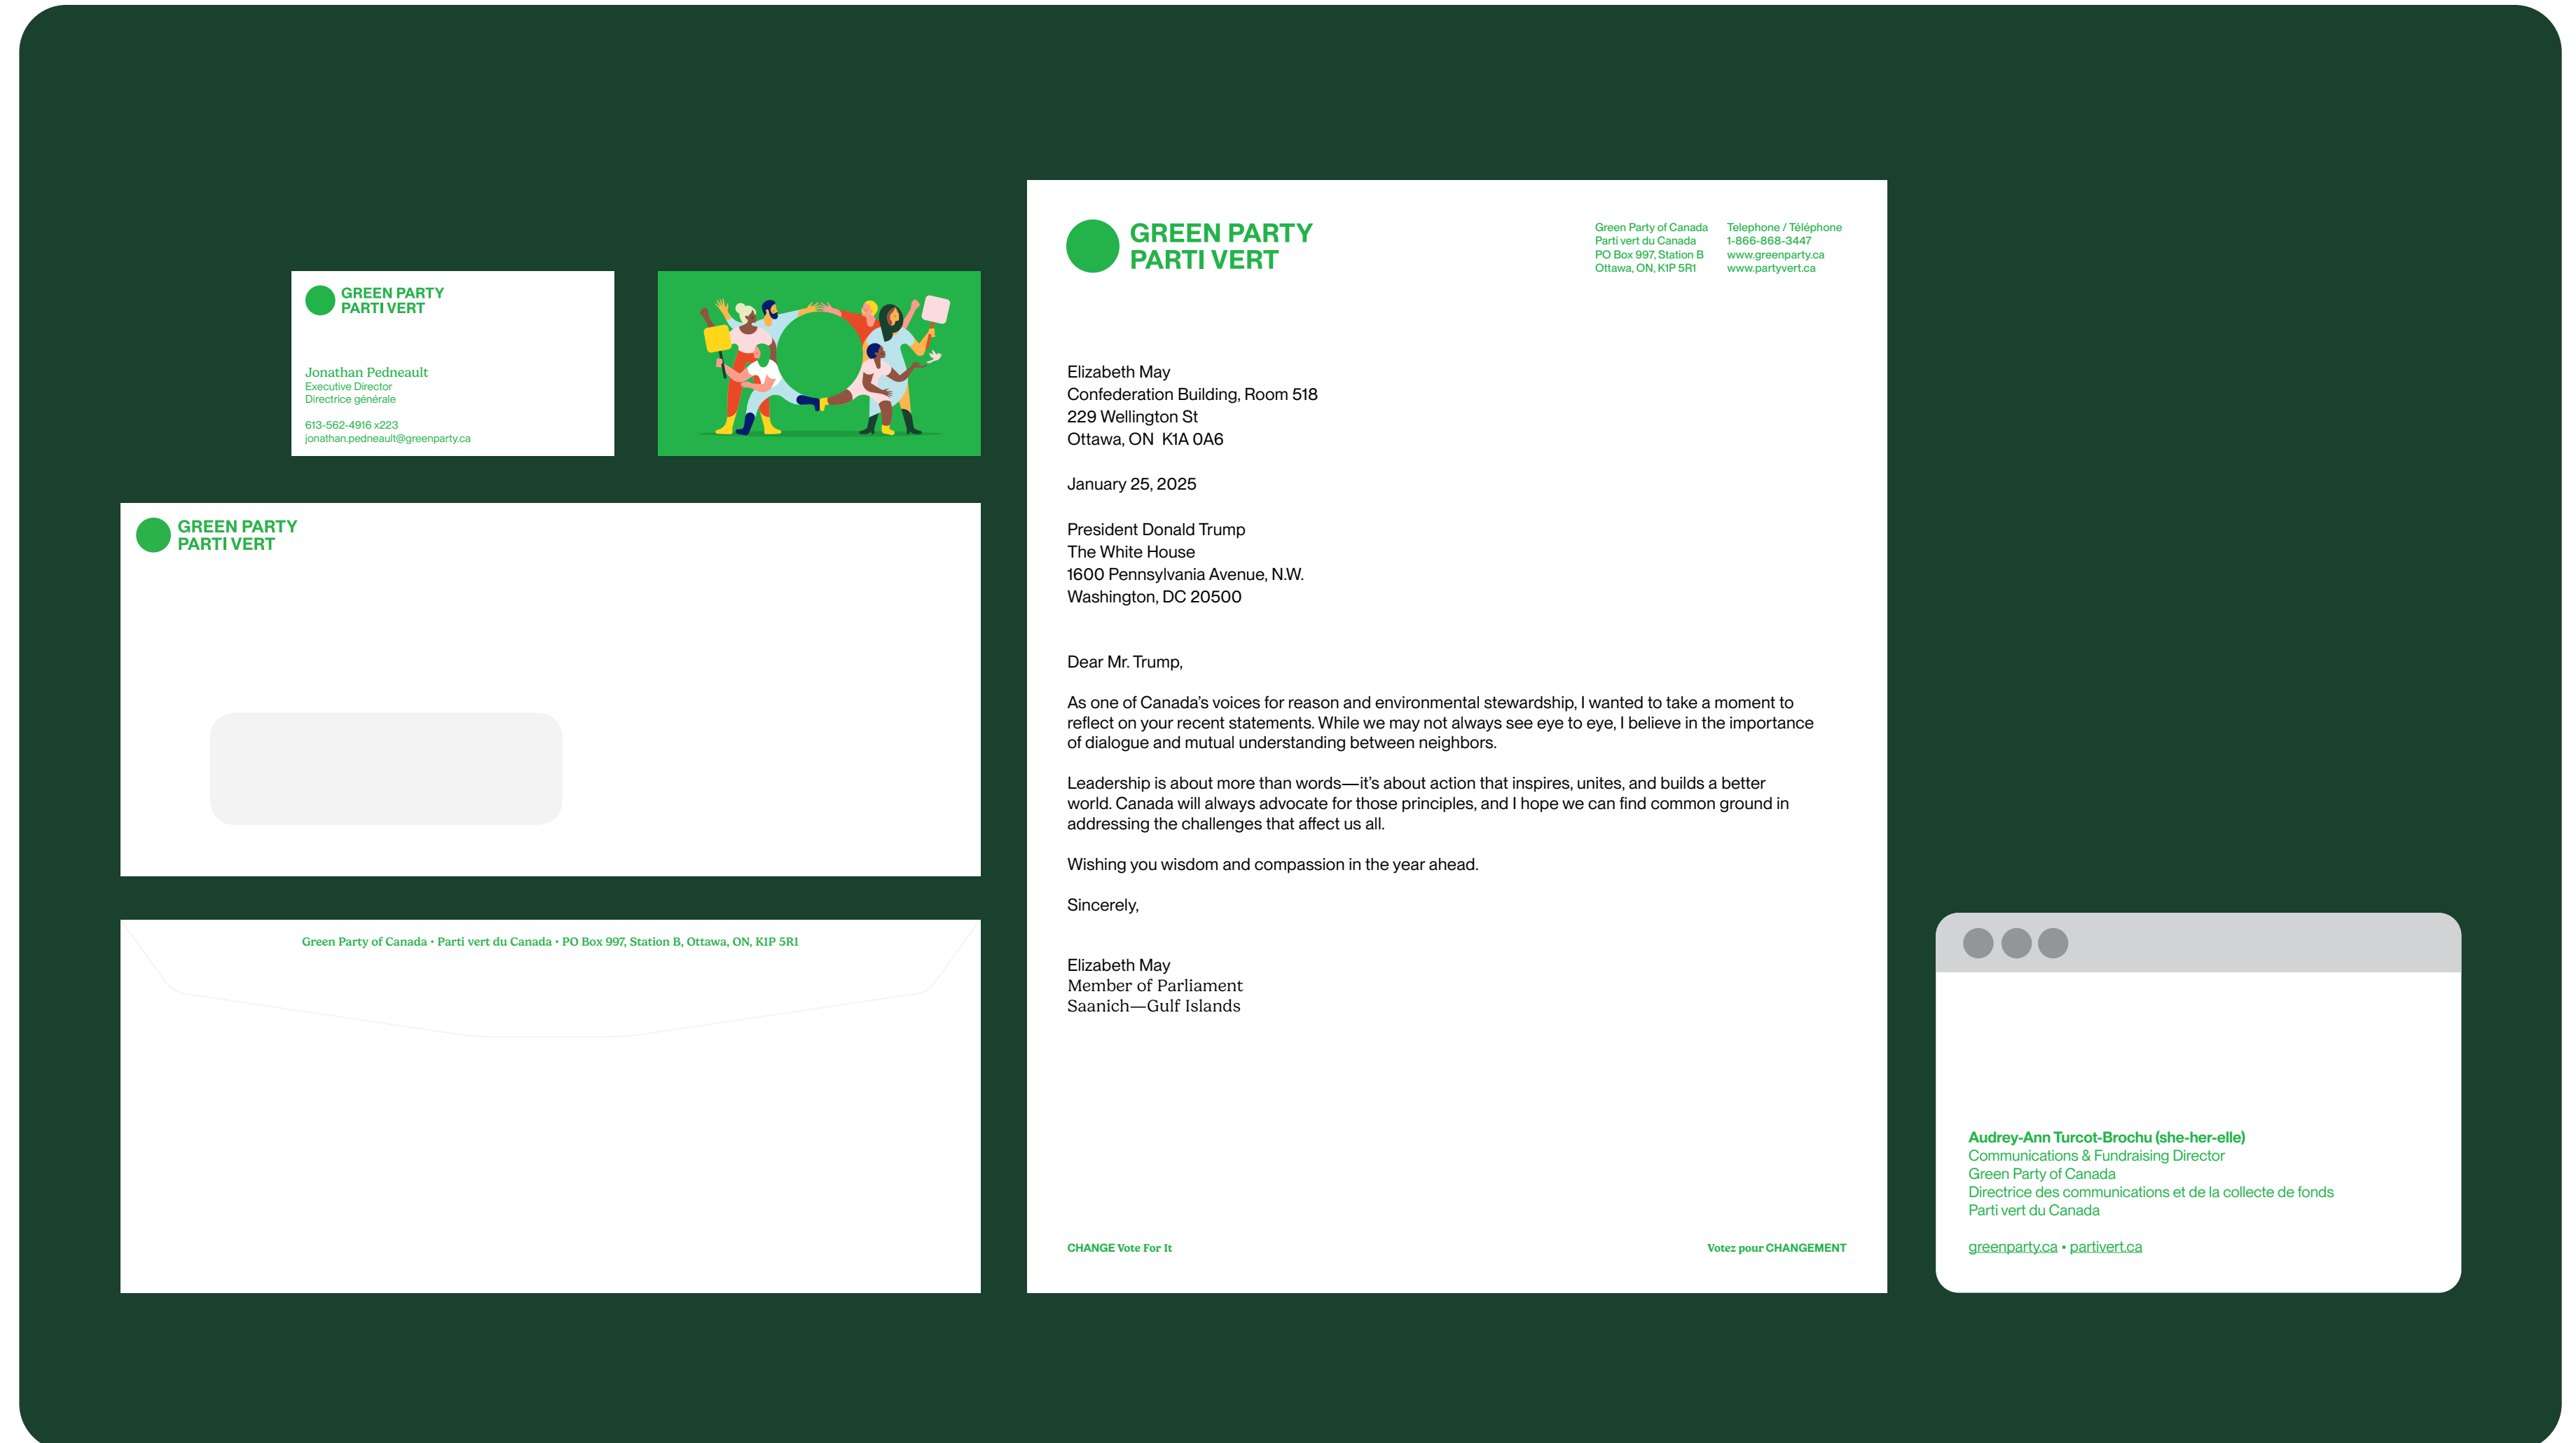 GREEN PARTY
PARTI VERT
Jonathan Pedneault
Executive Director
Directrice générale
613-562-4916 x223
jonathan.pedneault@greenparty.ca
GREEN PARTY
PARTI VERT
Green Party of Canada • Parti vert du Canada • PO Box 997, Station B, Ottawa, ON, K1P 5R1
GREEN PARTY
PARTI VERT
Green Party of Canada
Parti vert du Canada
PO Box 997, Station B
Ottawa, ON, K1P 5R1
Telephone / Téléphone
1-866-868-3447
www.greenparty.ca
www.partyvert.ca
Elizabeth May
Confederation Building, Room 518
229 Wellington St
Ottawa, ON  K1A 0A6
January 25, 2025
President Donald Trump
The White House
1600 Pennsylvania Avenue, N.W.
Washington, DC 20500
Dear Mr. Trump,
As one of Canada’s voices for reason and environmental stewardship, I wanted to take a moment to
reflect on your recent statements. While we may not always see eye to eye, I believe in the importance
of dialogue and mutual understanding between neighbors.
Leadership is about more than words—it’s about action that inspires, unites, and builds a better
world. Canada will always advocate for those principles, and I hope we can find common ground in
addressing the challenges that affect us all.
Wishing you wisdom and compassion in the year ahead.
Sincerely,
Elizabeth May
Member of Parliament
Saanich—Gulf Islands
CHANGE Vote For It
Votez pour CHANGEMENT
Audrey-Ann Turcot-Brochu (she-her-elle)
Communications & Fundraising Director
Green Party of Canada
Directrice des communications et de la collecte de fonds
Parti vert du Canada
greenparty.ca • partivert.ca